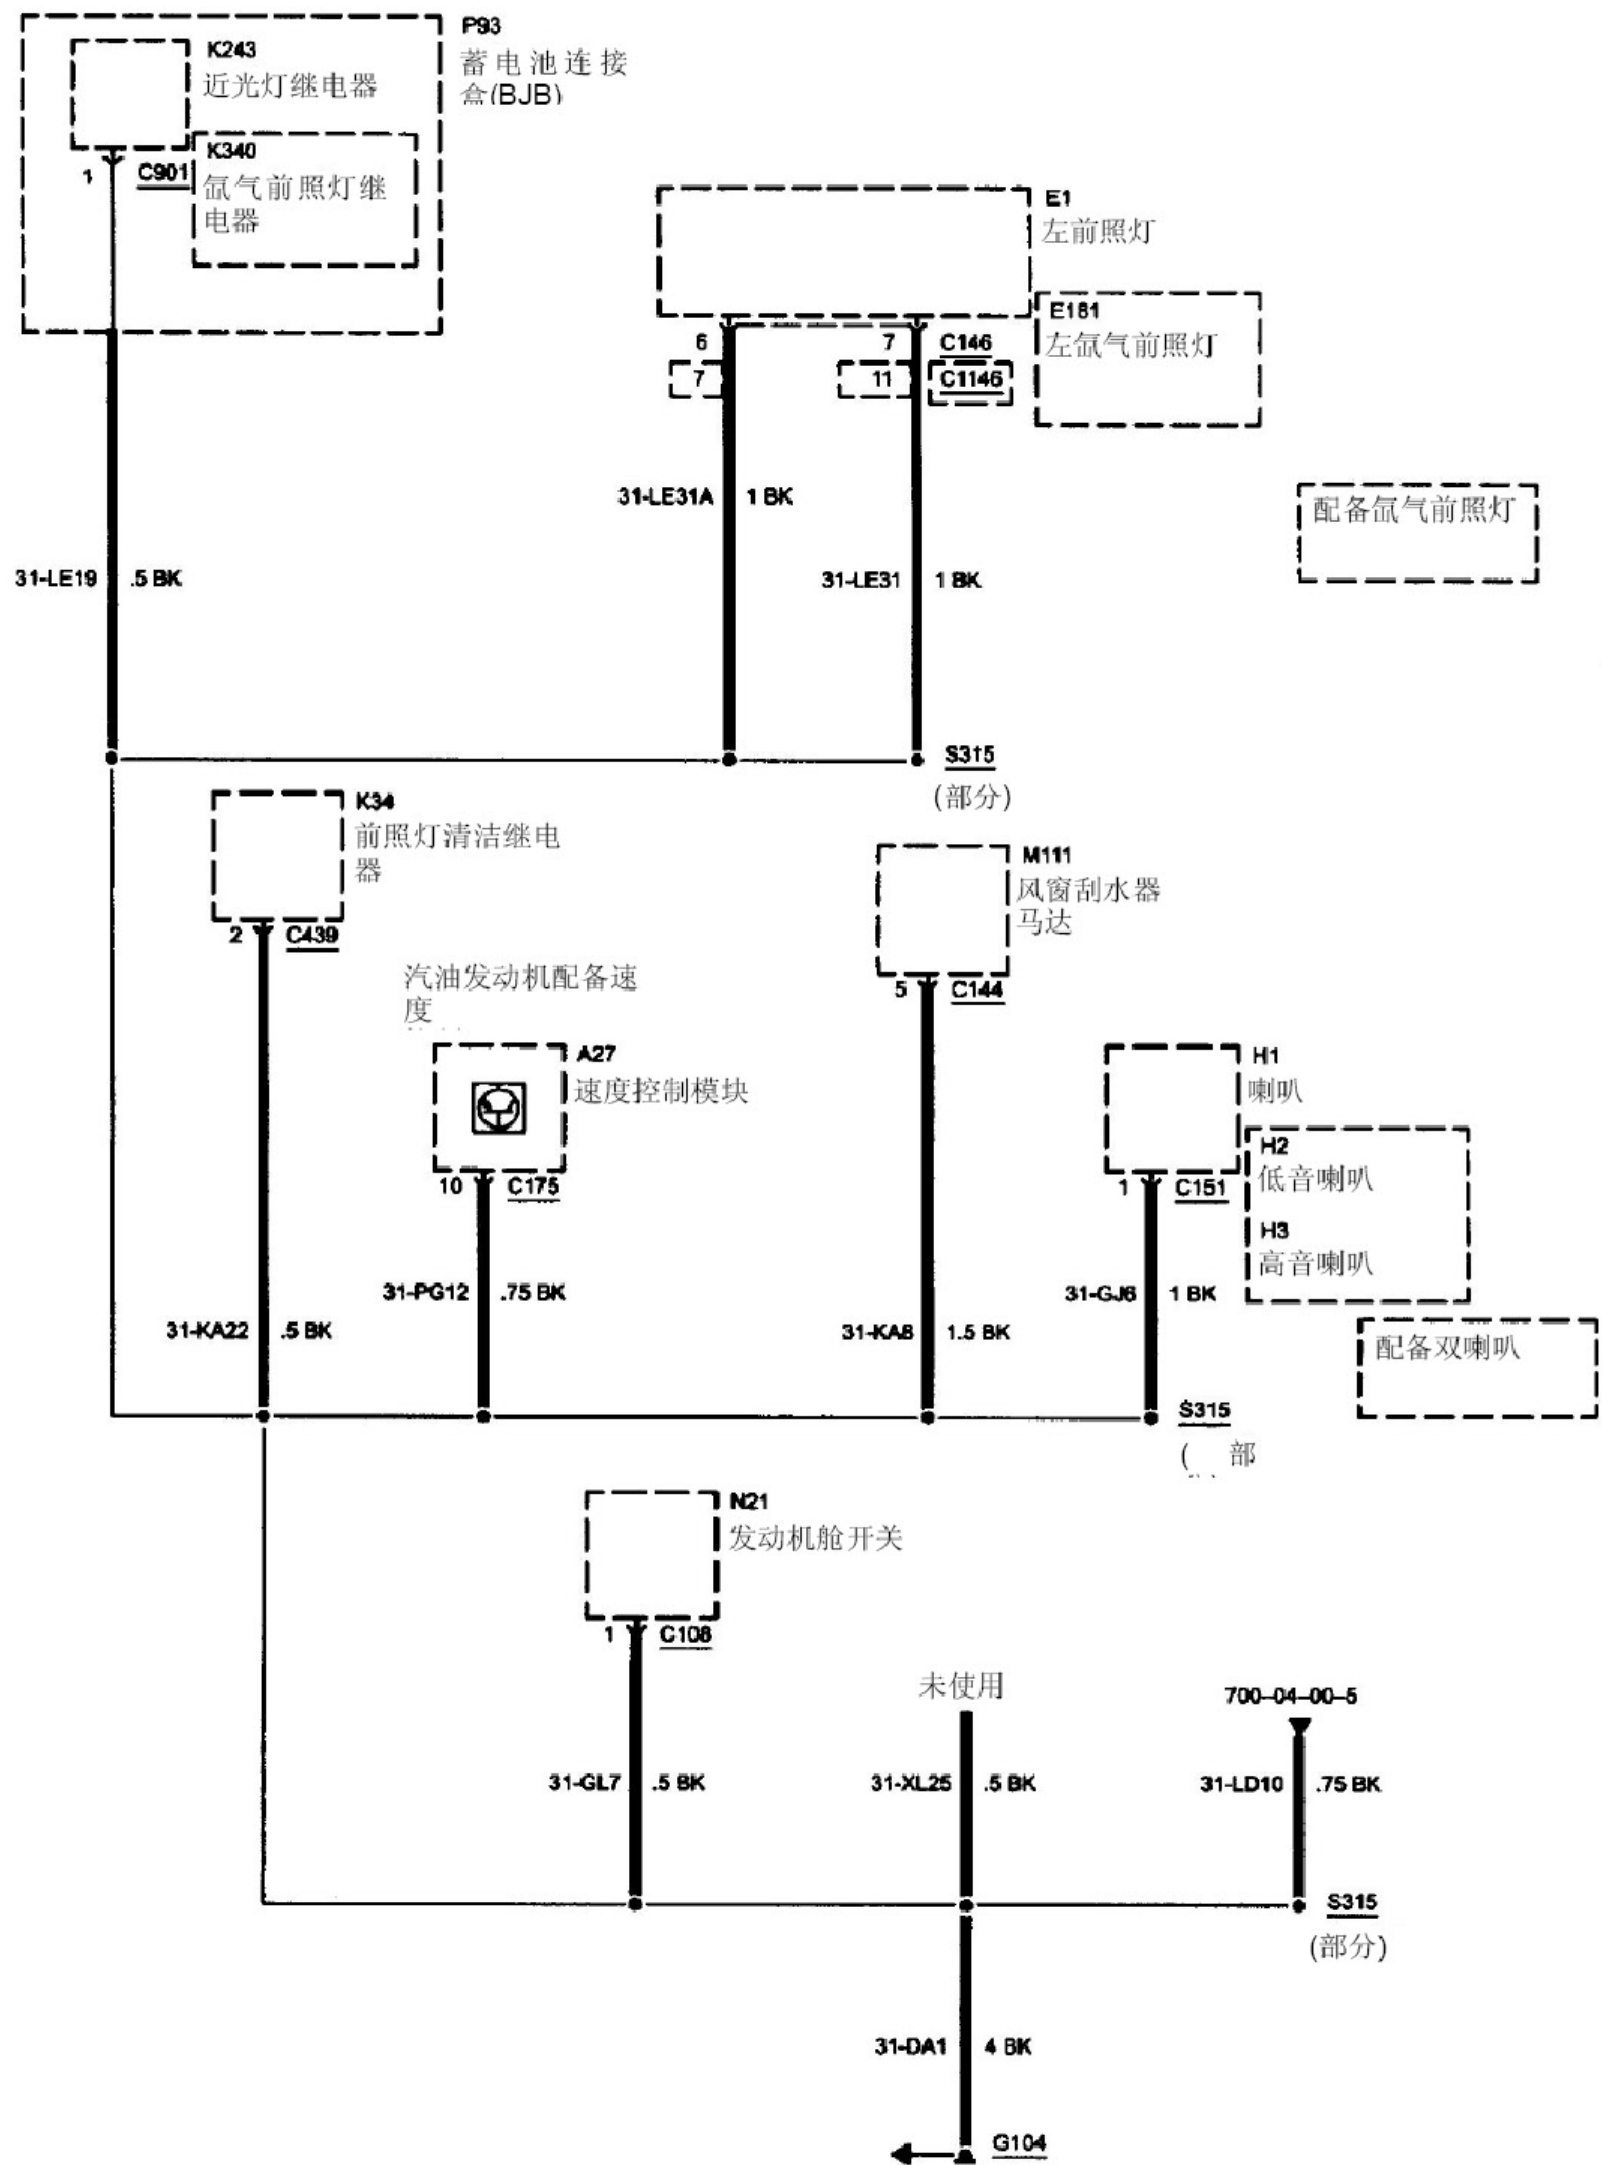 P93
蓄电池连接
盒(BJB)
K243
近光灯继电器
1
C901
K340
氙气前照灯继
电器
E1
左前照灯
E181
左氙气前照灯
6
7
C146
7
11
C1146
31-LE31A
1 BK
配备氙气前照灯
31-LE19
.5 BK
31-LE31
1 BK
S315
(部分)
K34
前照灯清洁继电
器
2
C439
M111
风窗刮水器
马达
5
C144
汽油发动机配备速
度
A27
速度控制模块
10
C175
H1
喇叭
1
C151
H2
低音喇叭
H3
高音喇叭
31-PG12
.75 BK
31-GJ6
1 BK
31-KA22
.5 BK
31-KA8
1.5 BK
配备双喇叭
S315
( 部
N21
发动机舱开关
1
C108
未使用
700-04-00-5
31-GL7
.5 BK
31-XL25
.5 BK
31-LD10
.75 BK
S315
(部分)
31-DA1
4 BK
G104